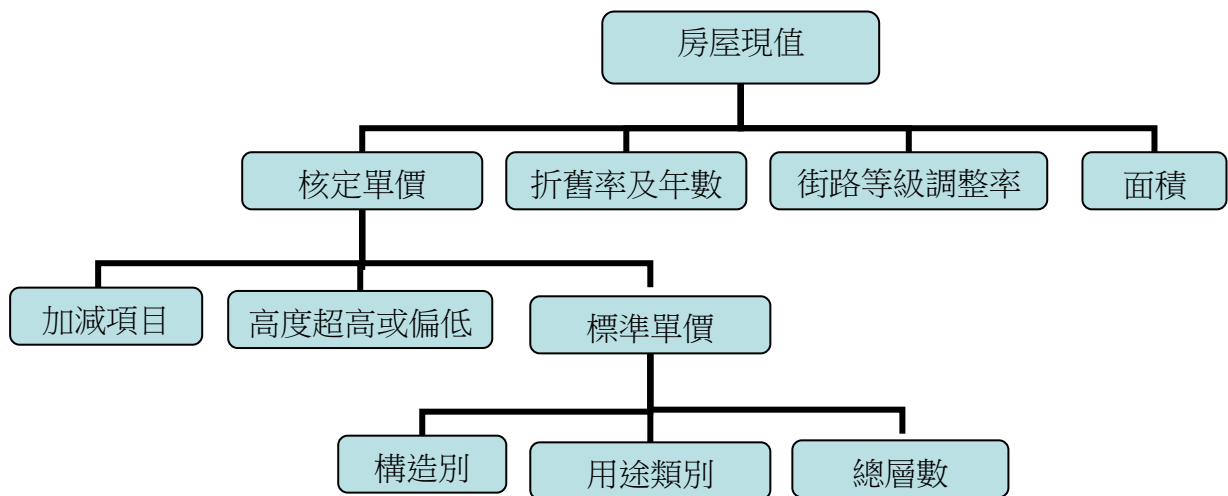 房屋現值
核定單價
折舊率及年數
街路等級調整率
面積
加減項目
高度超高或偏低
標準單價
構造別
用途類別
總層數